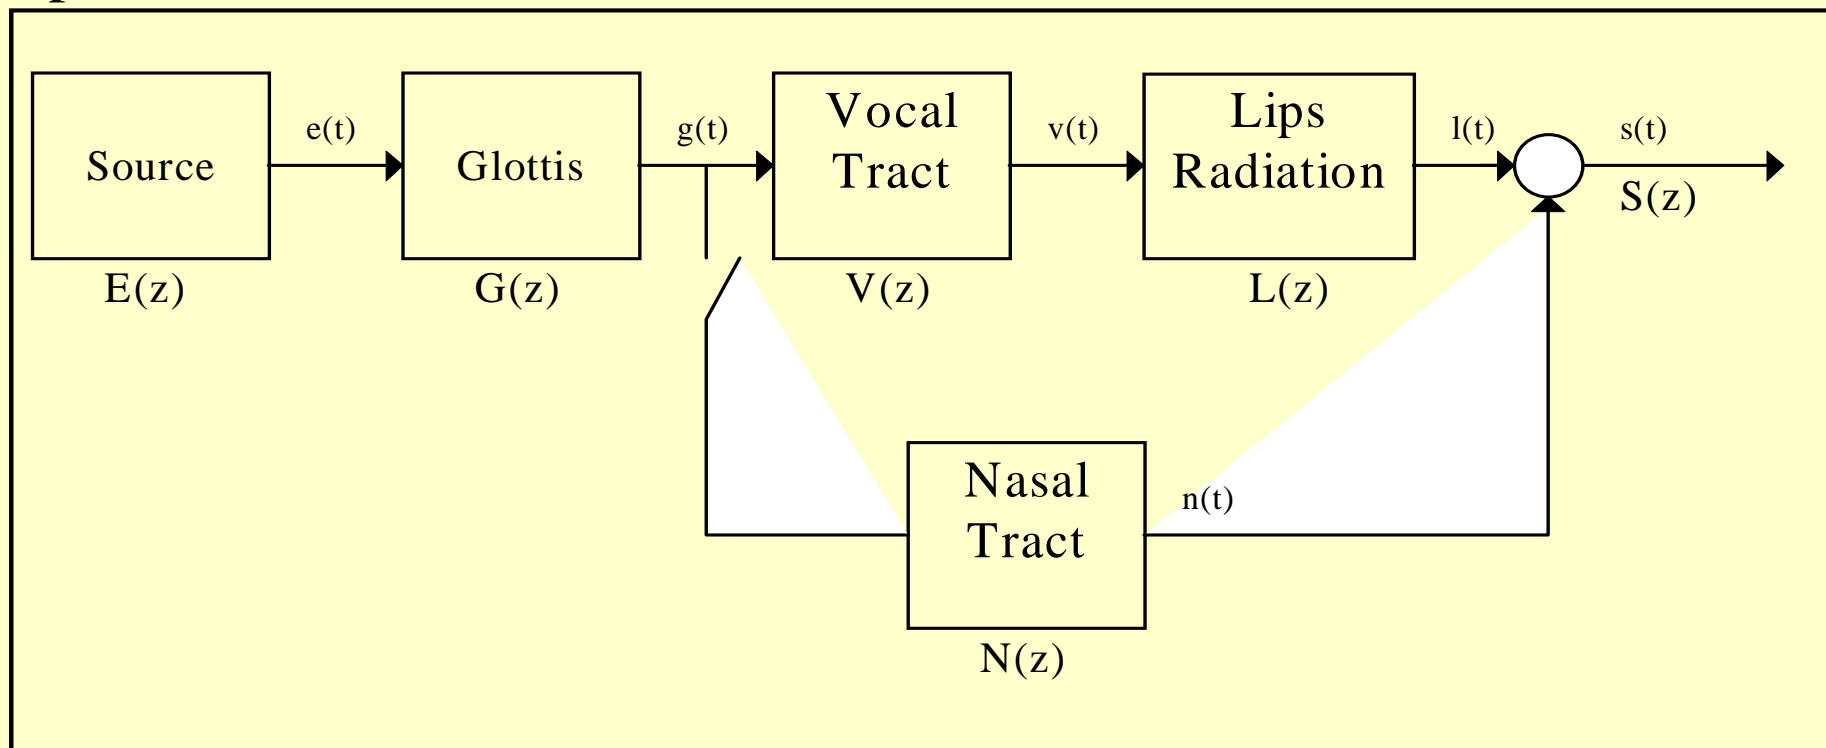 e(t)
g(t)
Vocal
Tract
v(t)
Lips
Radiation
l(t)
s(t)
Source
Glottis
S(z)
E(z)
G(z)
V(z)
L(z)
Nasal
Tract
n(t)
N(z)